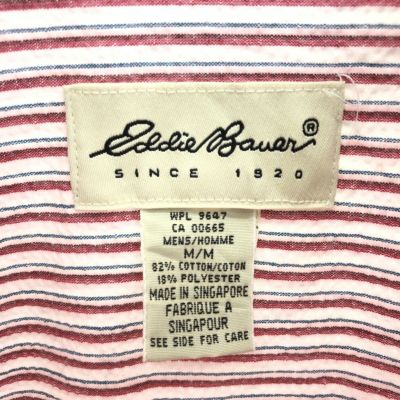 Eddie Bauer®
SINCE 1920
WPL 9647
CA 00665
MENS/HOMME
M/M
82% COTTON/COTON
18% POLYESTER
MADE IN SINGAPORE
FABRIQUE A
SINGAPOUR
SEE SIDE FOR CARE